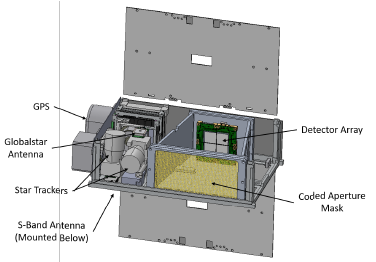 GPS
Globalstar
Antenna
Star Trackers
S-Band Antenna
(Mounted Below)
Detector Array
Coded Aperture
Mask